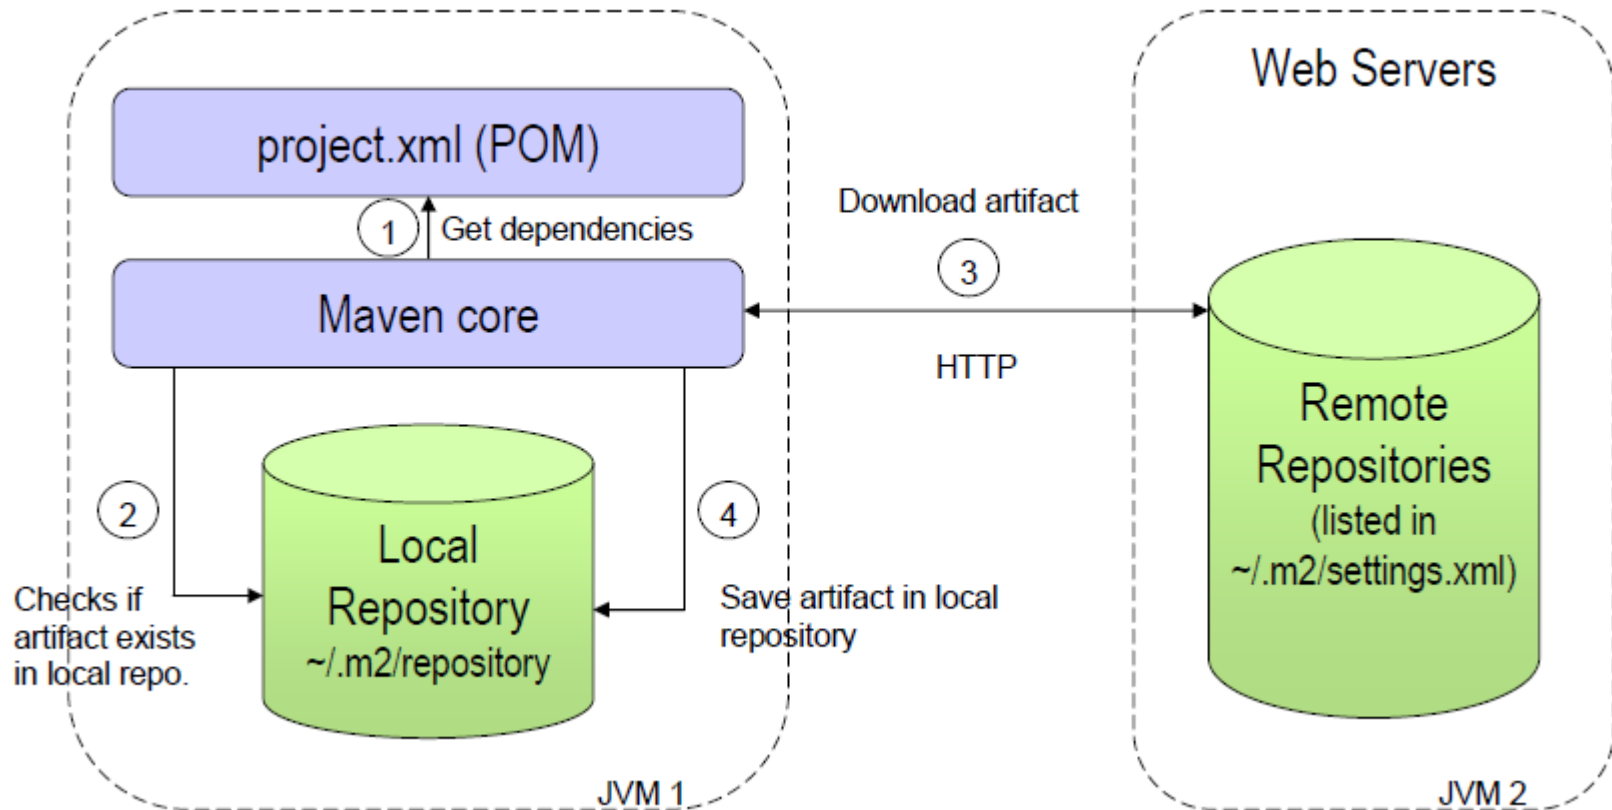 Web Servers
project.xml (POM)
Download artifact
1
Get dependencies
3
Maven core
HTTP
Remote
Repositories
(listed in
~/.m2/settings.xml)
2
4
Local
Repository
~/.m2/repository
Checks if
artifact exists
in local repo.
Save artifact in local
repository
JVM 1
JVM 2